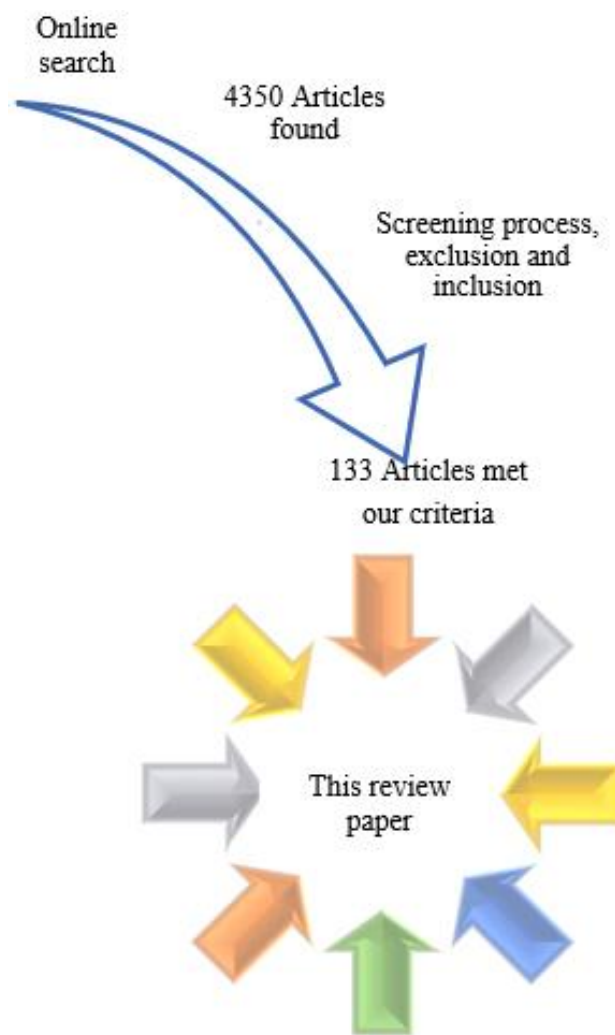 Online
search
4350 Articles
found
Screening process,
exclusion and
inclusion
133 Articles met
our criteria
This review
paper